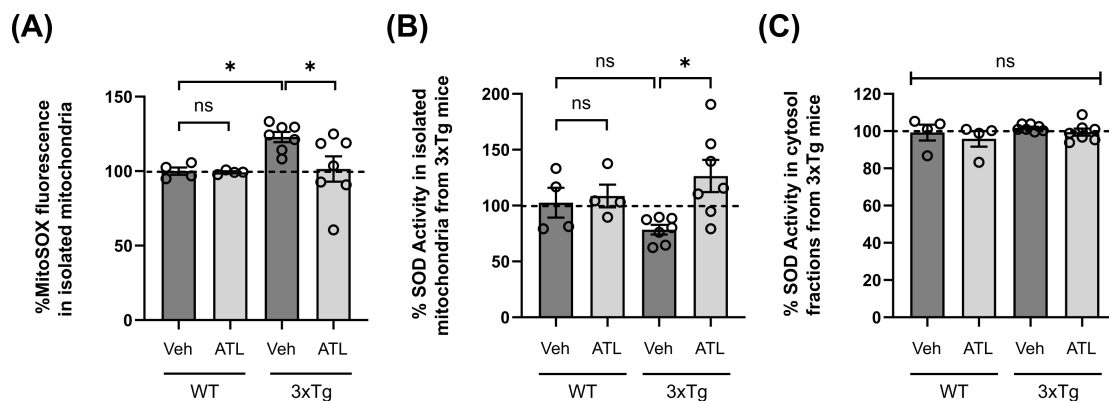 (A)
%MitoSOX fluorescence
in isolated mitochondria
150
100
50
0
*
*
ns
Veh
ATL
Veh
ATL
WT
3xTg
(B)
% SOD Activity in isolated
mitochondria from 3xTg mice
200
150
100
50
0
ns
*
ns
Veh
ATL
Veh
ATL
WT
3xTg
(C)
% SOD Activity in cytosol
fractions from 3xTg mice
120
100
80
60
40
20
0
ns
Veh
ATL
Veh
ATL
WT
3xTg